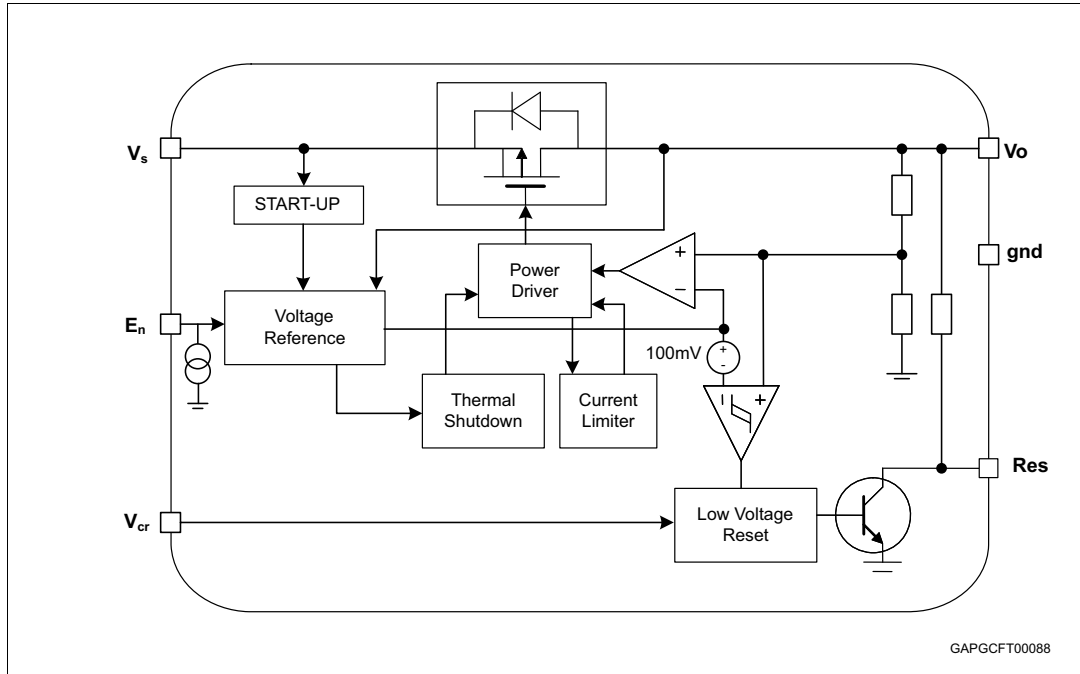 Vs
Vo
START-UP
gnd
Power
Driver
+
−
En
Voltage
Reference
100mV
+
-
Thermal
Shutdown
Current
Limiter
−
+
Res
Vcr
Low Voltage
Reset
GAPGCFT00088